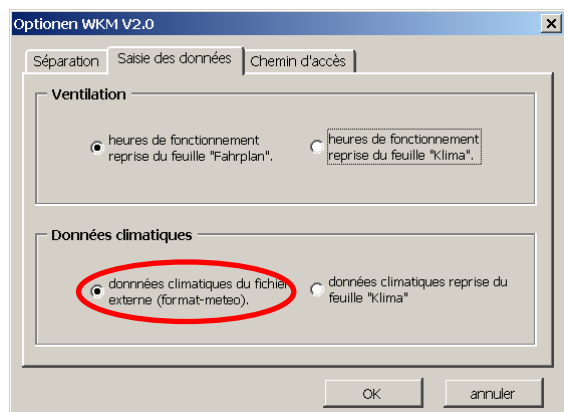 Optionen WKM V2.0
Séparation
Saisie des données
Chemin d'accès
Ventilation
heures de fonctionnement
reprise du feuille "Fahrplan".
heures de fonctionnement
reprise du feuille "Klima".
Données climatiques
donnnées climatiques du fichier
externe (format-meteo).
données climatiques reprise du
feuille "Klima"
OK
annuler